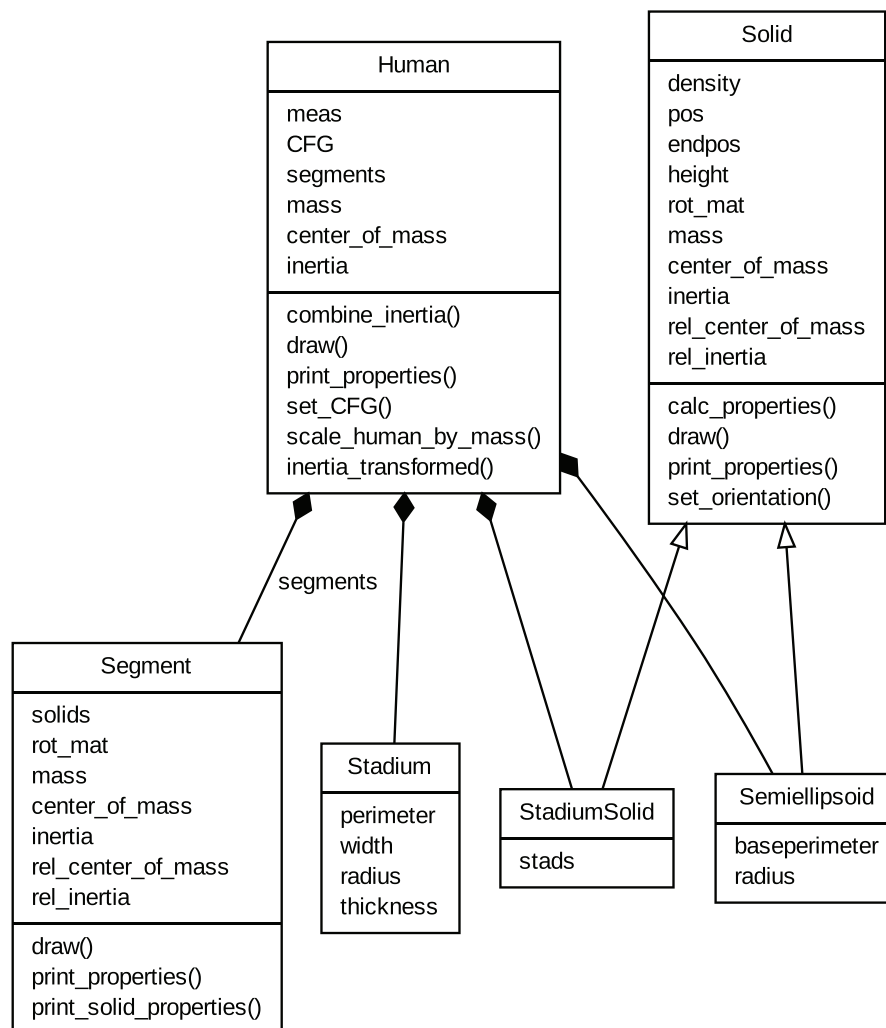 Human
meas
CFG
segments
mass
center_of_mass
inertia
combine_inertia()
draw()
print_properties()
set_CFG()
scale_human_by_mass()
inertia_transformed()
Solid
density
pos
endpos
height
rot_mat
mass
center_of_mass
inertia
rel_center_of_mass
rel_inertia
calc_properties()
draw()
print_properties()
set_orientation()
segments
Segment
solids
rot_mat
mass
center_of_mass
inertia
rel_center_of_mass
rel_inertia
draw()
print_properties()
print_solid_properties()
Stadium
perimeter
width
radius
thickness
StadiumSolid
stads
Semiellipsoid
baseperimeter
radius